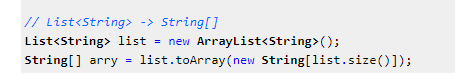 // List<String> -> String[]
List<String> list = new ArrayList<String>();
String[] arry = list.toArray(new String[list.size()]);